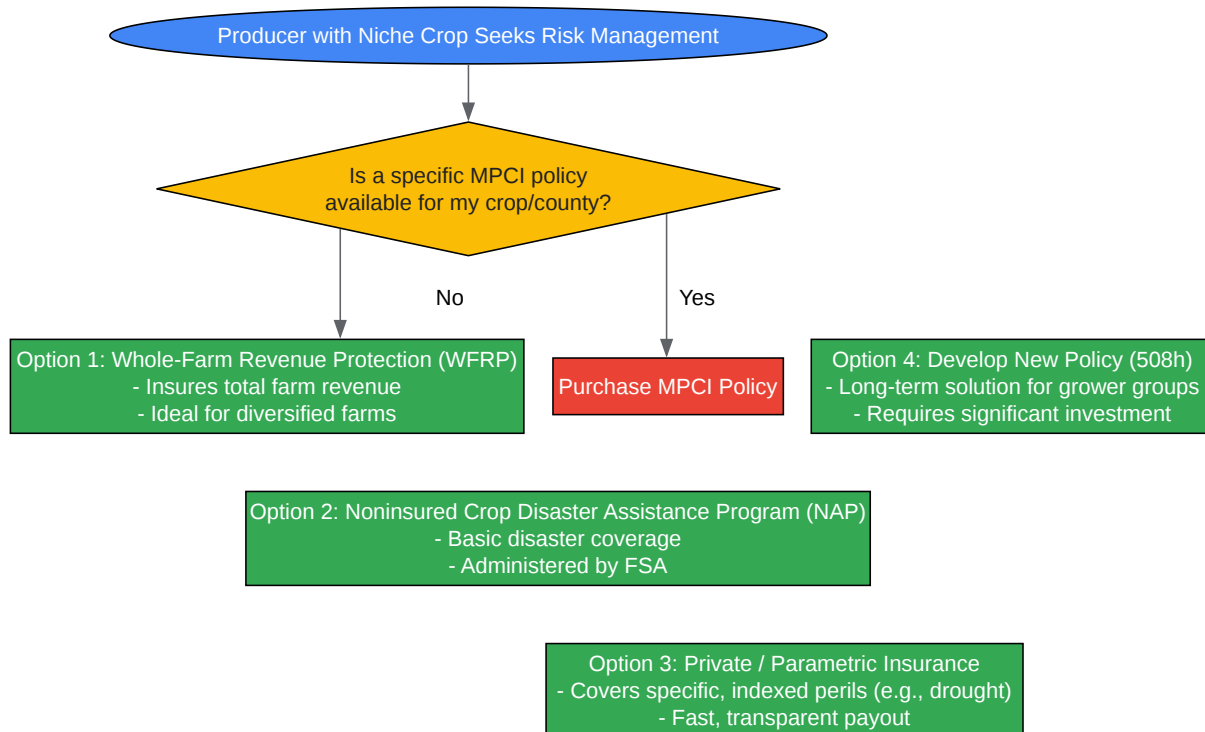 Producer with Niche Crop Seeks Risk Management
Is a specific MPCI policy
available for my crop/county?
No
Yes
Option 1: Whole-Farm Revenue Protection (WFRP)
- Insures total farm revenue
- Ideal for diversified farms
Purchase MPCI Policy
Option 4: Develop New Policy (508h)
- Long-term solution for grower groups
- Requires significant investment
Option 2: Noninsured Crop Disaster Assistance Program (NAP)
- Basic disaster coverage
- Administered by FSA
Option 3: Private / Parametric Insurance
- Covers specific, indexed perils (e.g., drought)
- Fast, transparent payout